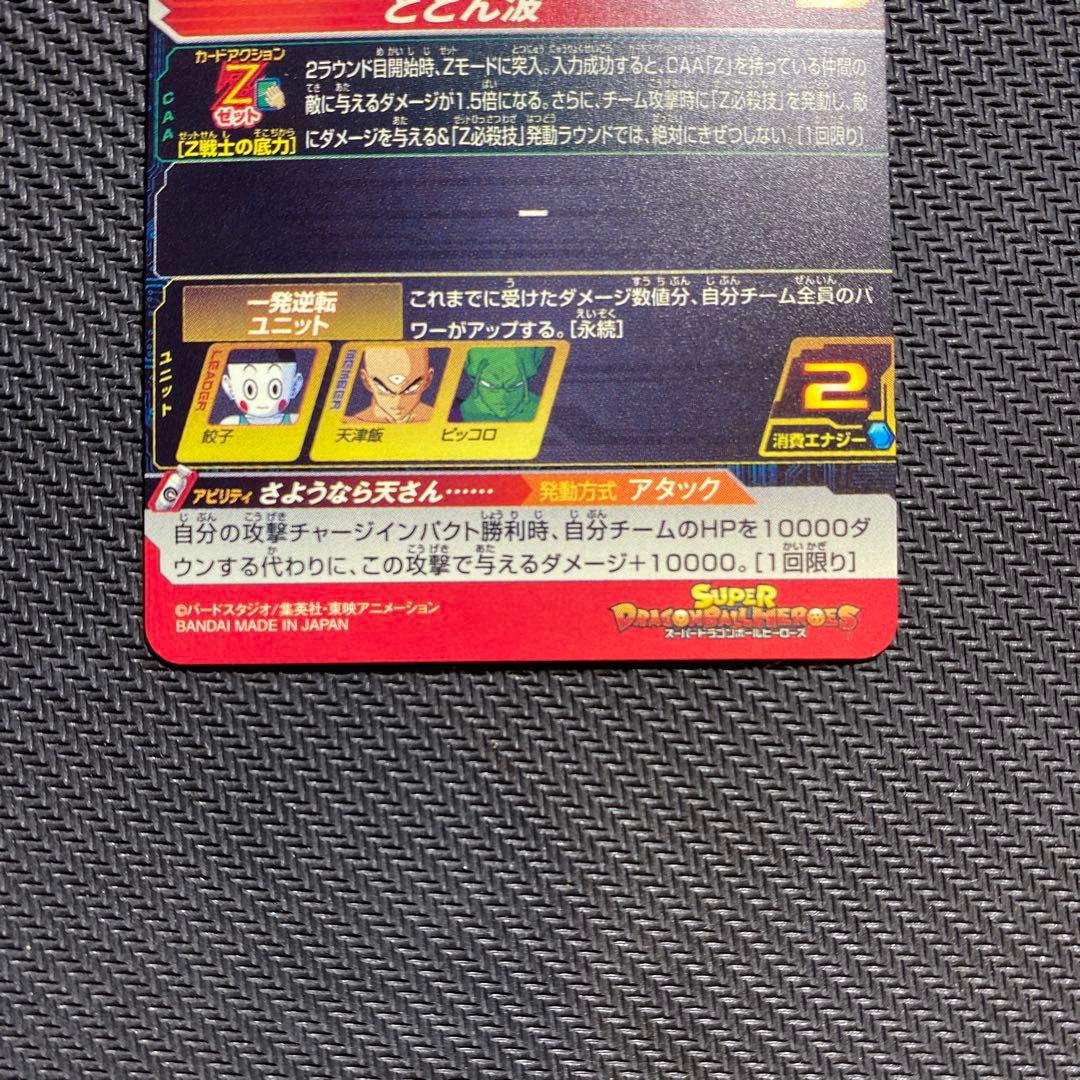 どどん波
カードアクション
Z
ゼット
[Z戦士の底力]
CAA
2ラウンド目開始時、Zモードに突入。入力成功すると、CAA「Z」を持っている仲間の
敵に与えるダメージが1.5倍になる。さらに、チーム攻撃時に「Z必殺技」を発動し、敵
にダメージを与える&「Z必殺技」発動ラウンドでは、絶対にきぜつしない。[1回限り]
ー
ユニット
一発逆転
ユニット
これまでに受けたダメージ数値分、自分チーム全員のパ
ワーがアップする。[永続]
LEADER
餃子
MEMBER
天津飯
ピッコロ
2
消費エナジー
アビリティ さようなら天さん…… 発動方式 アタック
自分の攻撃チャージインパクト勝利時、自分チームのHPを10000ダ
ウンする代わりに、この攻撃で与えるダメージ+10000。[1回限り]
©バードスタジオ/集英社・東映アニメーション
BANDAI MADE IN JAPAN
SUPER
DRAGONBALL HEROES
スーパードラゴンボールヒーローズ